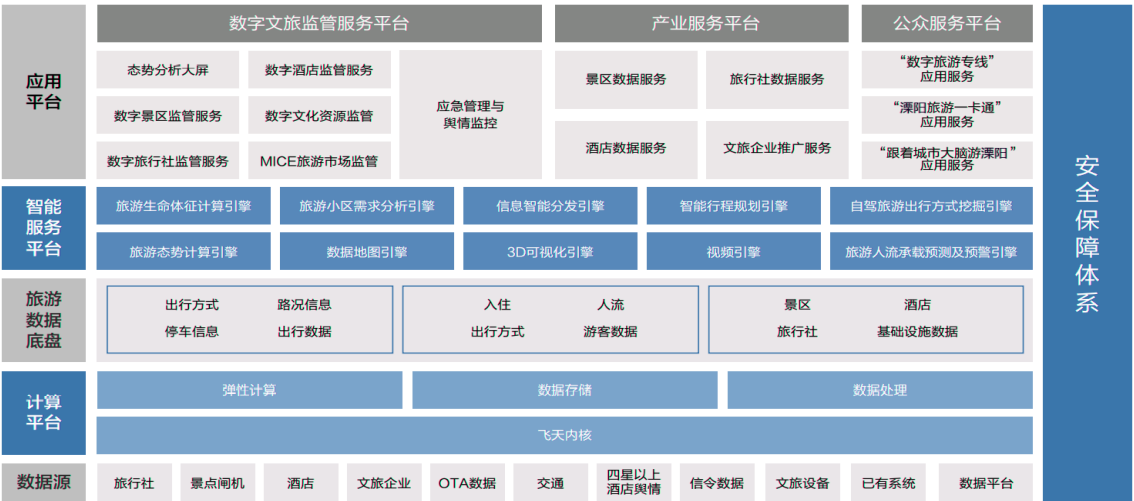 数字文旅监管服务平台
产业服务平台
公众服务平台
应用
平台
态势分析大屏
数字酒店监管服务
数字景区监管服务
数字文化资源监管
数字旅行社监管服务
MICE旅游市场监管
应急管理与
舆情监控
景区数据服务
旅行社数据服务
酒店数据服务
文旅企业推广服务
“数字旅游专线”
应用服务
“溧阳旅游一卡通”
应用服务
“跟着城市大脑游溧阳”
应用服务
智能
服务
平台
旅游生命体征计算引擎
旅游小区需求分析引擎
信息智能分发引擎
智能行程规划引擎
自驾旅游出行方式挖掘引擎
旅游态势计算引擎
数据地图引擎
3D可视化引擎
视频引擎
旅游人流承载预测及预警引擎
旅游
数据
底盘
出行方式
路况信息
停车信息
出行数据
入住
人流
出行方式
游客数据
景区
酒店
旅行社
基础设施数据
计算
平台
弹性计算
数据存储
数据处理
飞天内核
数据源
旅行社
景点闸机
酒店
文旅企业
OTA数据
交通
四星以上
酒店舆情
信令数据
文旅设备
已有系统
数据平台
安全保障体系